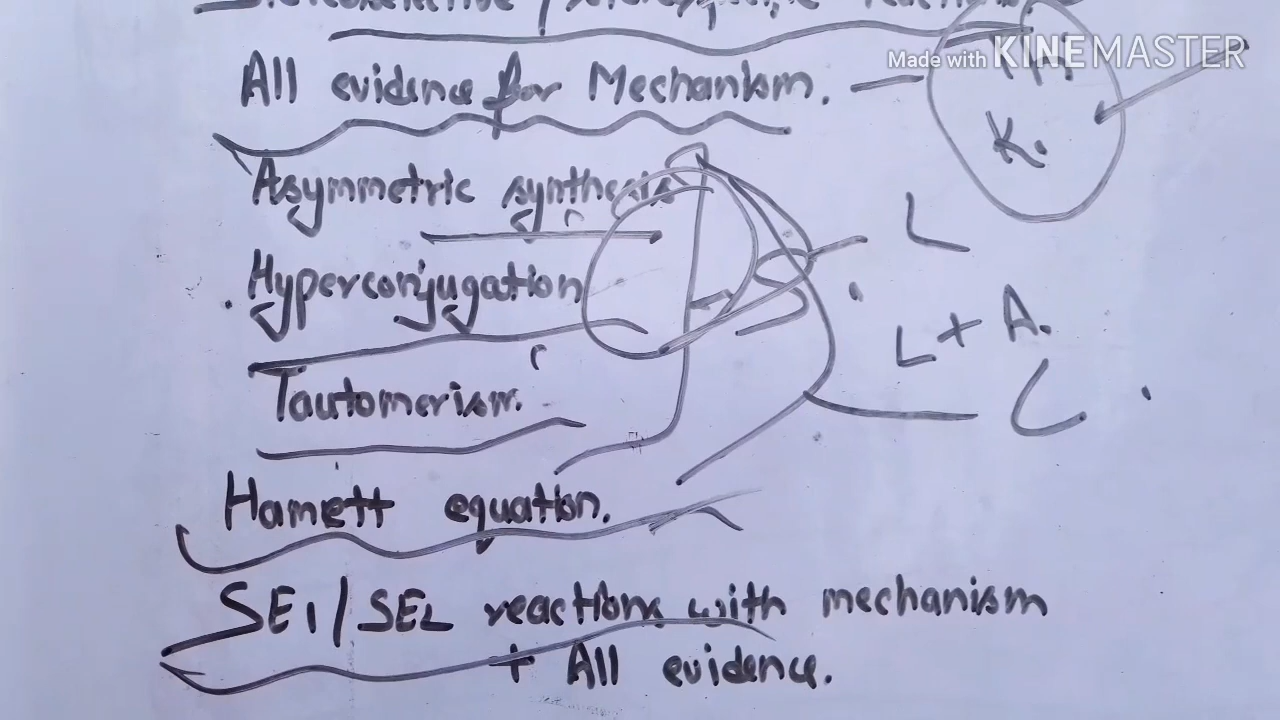 reactions
Made with KINEMASTER
All evidence for Mechanism.
K.
Asymmetric synthesis
L
Hyperconjugation
L + A.
Tautomerism.
Hamett equation.
SE1/SE2 reactions with mechanism
+ All evidence.